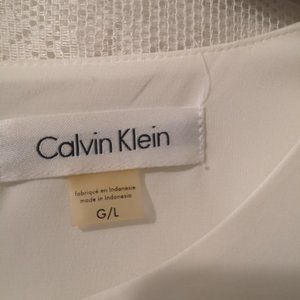 Calvin Klein
fabriqué en Indonésie
made in Indonesia
G/L